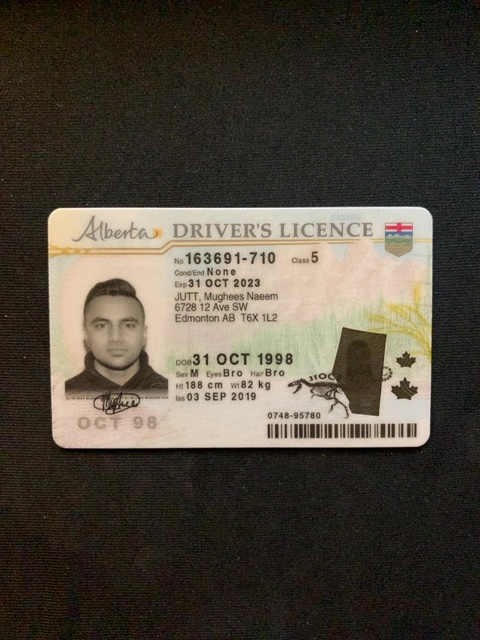 Alberta DRIVER'S LICENCE
No 163691-710 Class 5
Cond/End None
Exp 31 OCT 2023
JUTT, Mughees Naeem
6728 12 Ave SW
Edmonton AB T6X 1L2
DOB 31 OCT 1998
Sex M Eyes Bro Hair Bro
Ht 188 cm Wt 82 kg
Iss 03 SEP 2019
OCT 98
0748-95780